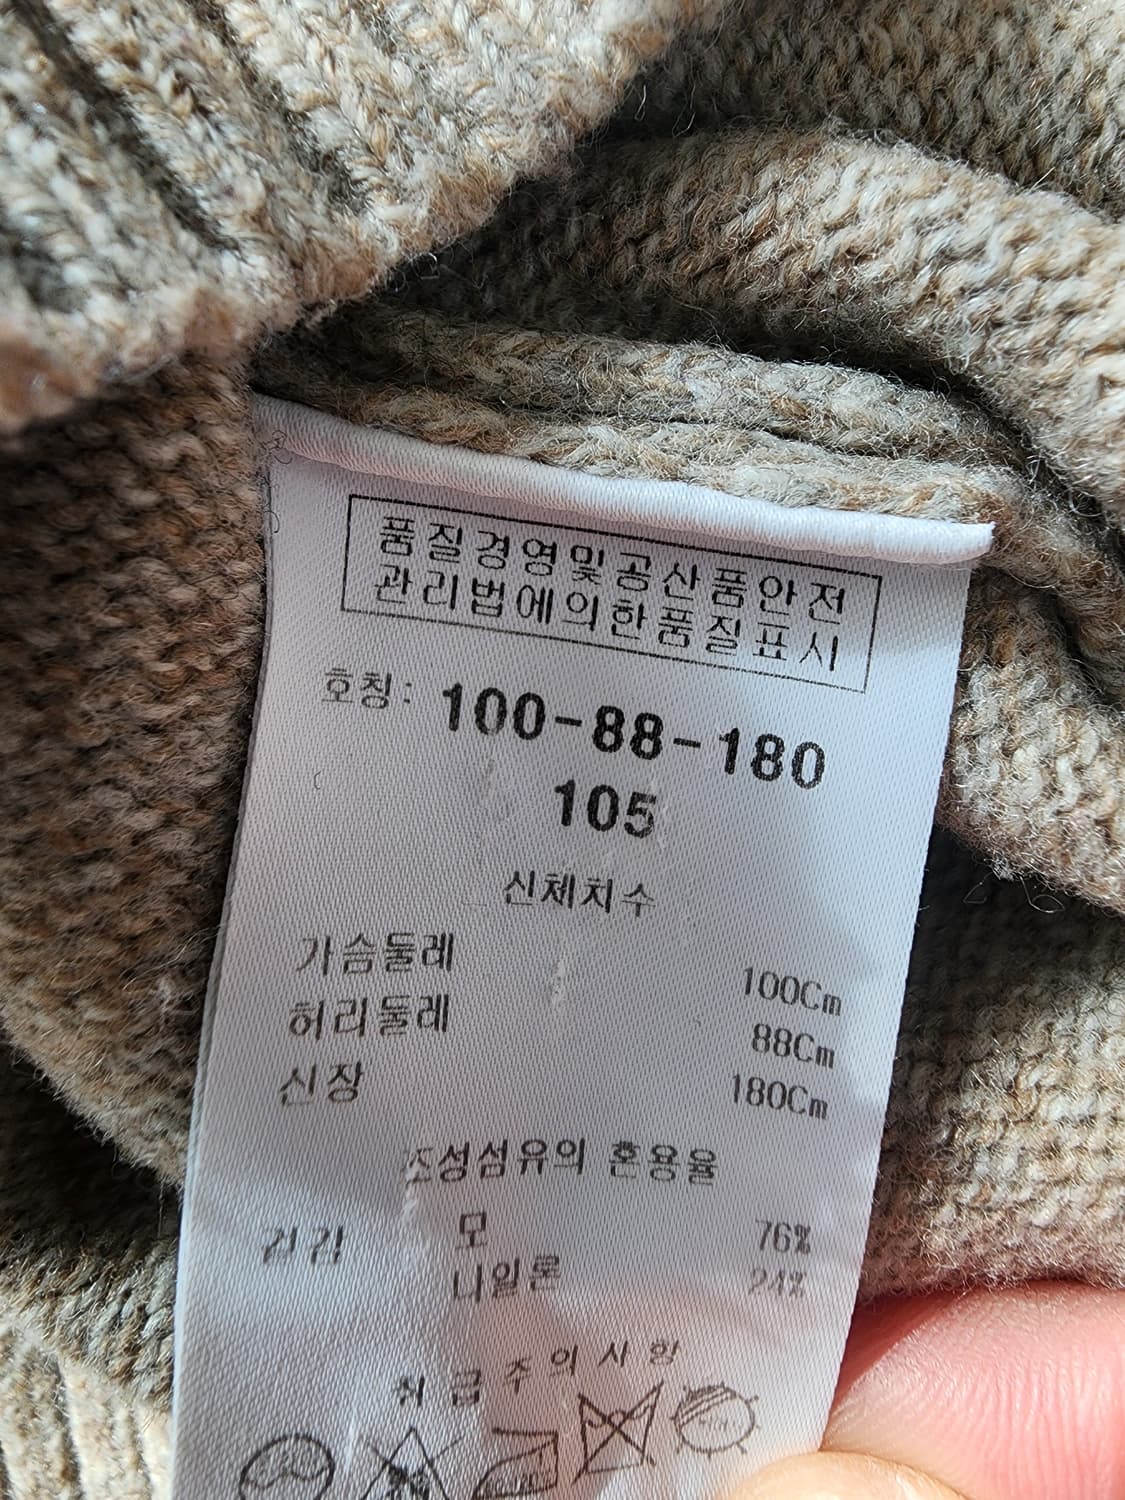 품질경영및공산품안전
관리법에의한품질표시
호칭: 100-88-180
105
신체치수
가슴둘레 100Cm
허리둘레 88Cm
신장 180Cm
조성섬유의 혼용율
겉감 모 76%
나일론 24%
취급주의사항